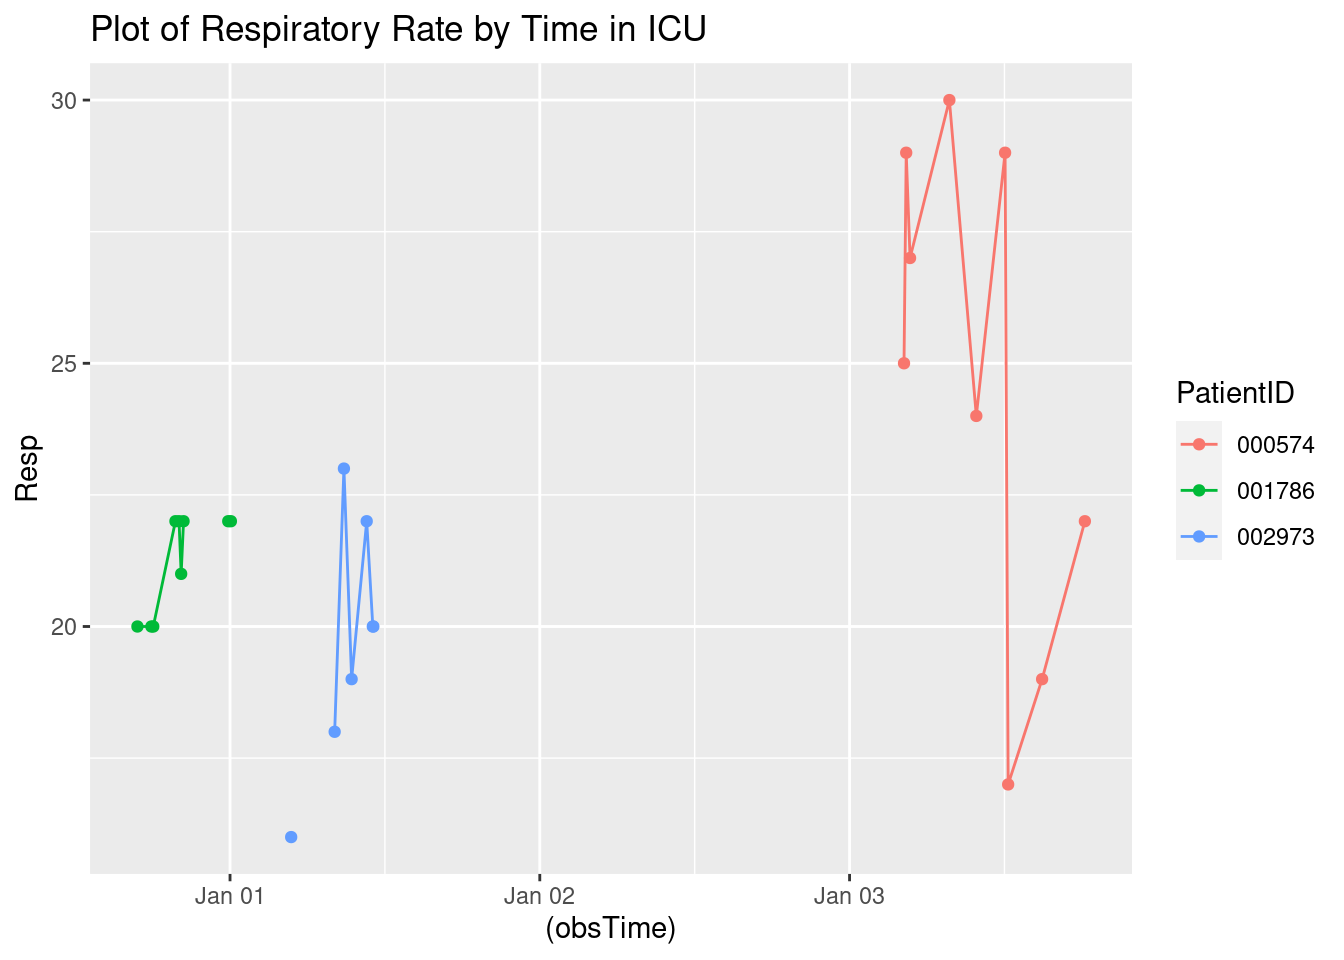 Plot of Respiratory Rate by Time in ICU
30
25
20
Resp
Jan 01
Jan 02
Jan 03
(obsTime)
PatientID
000574
001786
002973